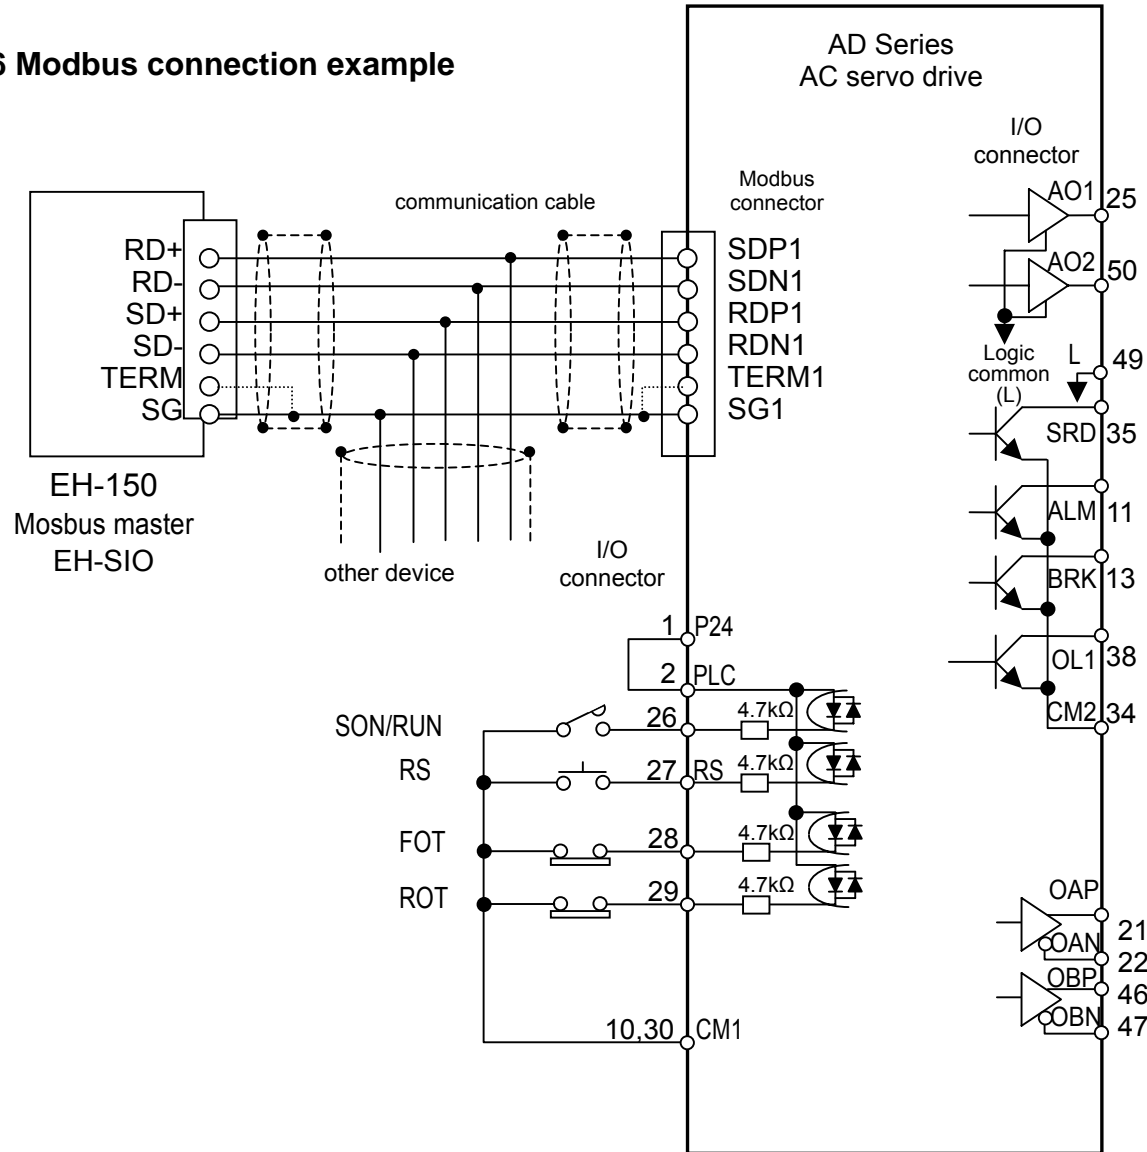 6 Modbus connection example
AD Series
AC servo drive
I/O
connector
communication cable
Modbus
connector
RD+
RD-
SD+
SD-
TERM
SG
SDP1
SDN1
RDP1
RDN1
TERM1
SG1
EH-150
Mosbus master
EH-SIO
other device
AO1
25
AO2
50
Logic
common
(L)
L
49
SRD
35
ALM
11
BRK
13
OL1
38
CM2
34
I/O
connector
1
P24
2
PLC
SON/RUN
26
4.7kΩ
RS
27
RS
4.7kΩ
FOT
28
4.7kΩ
ROT
29
4.7kΩ
10,30
CM1
OAP
21
OAN
22
OBP
46
OBN
47